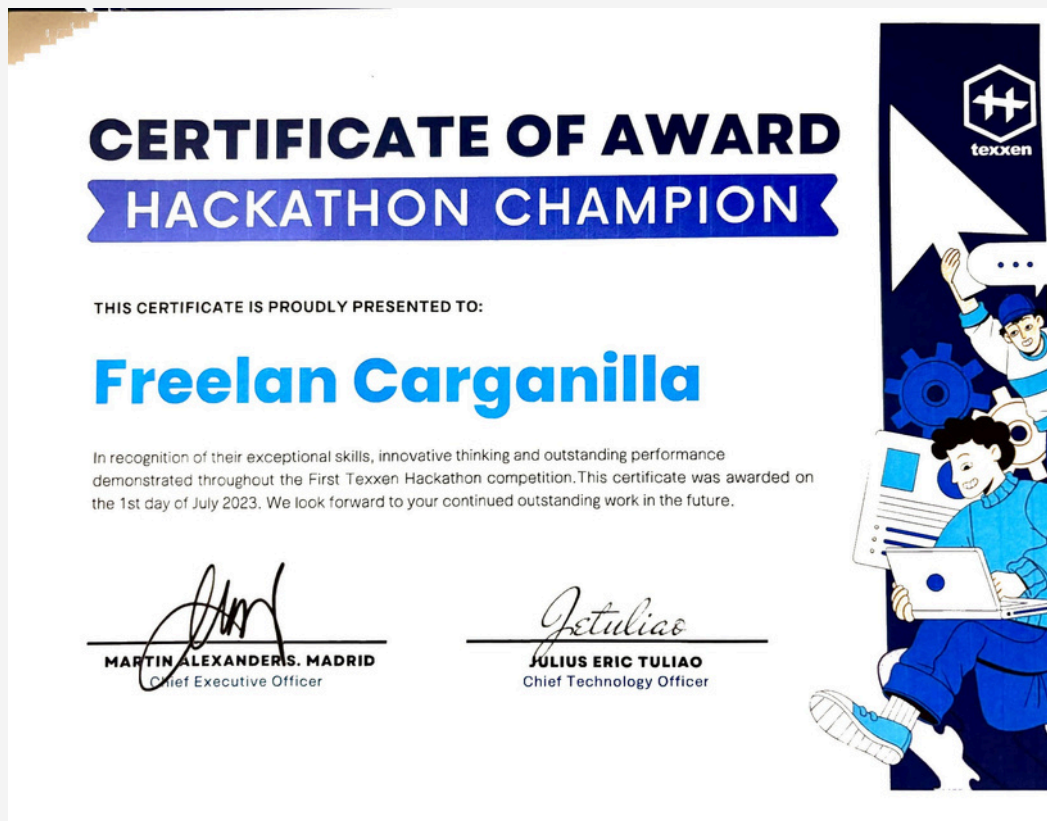 CERTIFICATE OF AWARD
HACKATHON CHAMPION
texxen
THIS CERTIFICATE IS PROUDLY PRESENTED TO:
Freelan Carganilla
In recognition of their exceptional skills, innovative thinking and outstanding performance
demonstrated throughout the First Texxen Hackathon competition.This certificate was awarded on
the 1st day of July 2023. We look forward to your continued outstanding work in the future.
Jetuliao
MARTIN ALEXANDER S. MADRID
Chief Executive Officer
JULIUS ERIC TULIAO
Chief Technology Officer